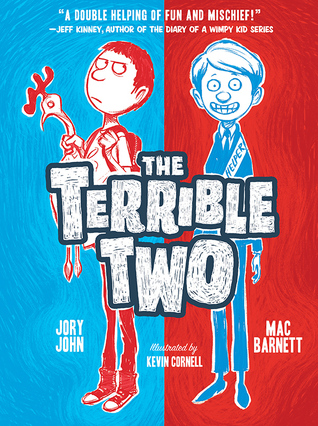 “A DOUBLE HELPING OF FUN AND MISCHIEF!”
—JEFF KINNEY, AUTHOR OF THE DIARY OF A WIMPY KID SERIES
HELPER
THE
TERRIBLE
TWO
JORY
JOHN
Illustrated by
KEVIN CORNELL
MAC
BARNETT